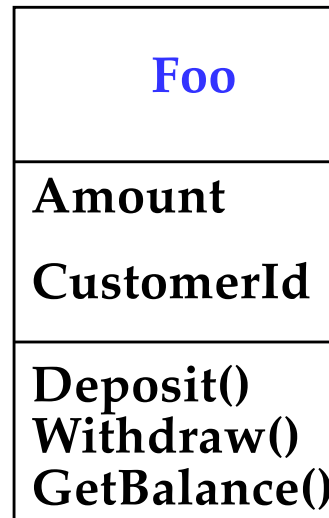 Foo
Amount
CustomerId
Deposit()
Withdraw()
GetBalance()